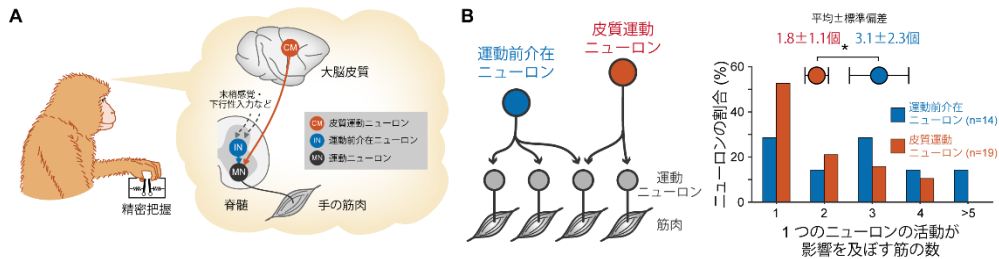 A
CM
大脳皮質
末梢感覚・
下行性入力など
CM 皮質運動ニューロン
IN 運動前介在ニューロン
MN 運動ニューロン
IN
MN
精密把握
脊髄
手の筋肉
B
運動前介在
ニューロン
皮質運動
ニューロン
運動
ニューロン
筋肉
平均±標準偏差
1.8±1.1個 3.1±2.3個
*
ニューロンの割合 (%)
60
40
20
0
運動前介在
ニューロン (n=14)
皮質運動
ニューロン (n=19)
1 2 3 4 >5
1つのニューロンの活動が
影響を及ぼす筋の数